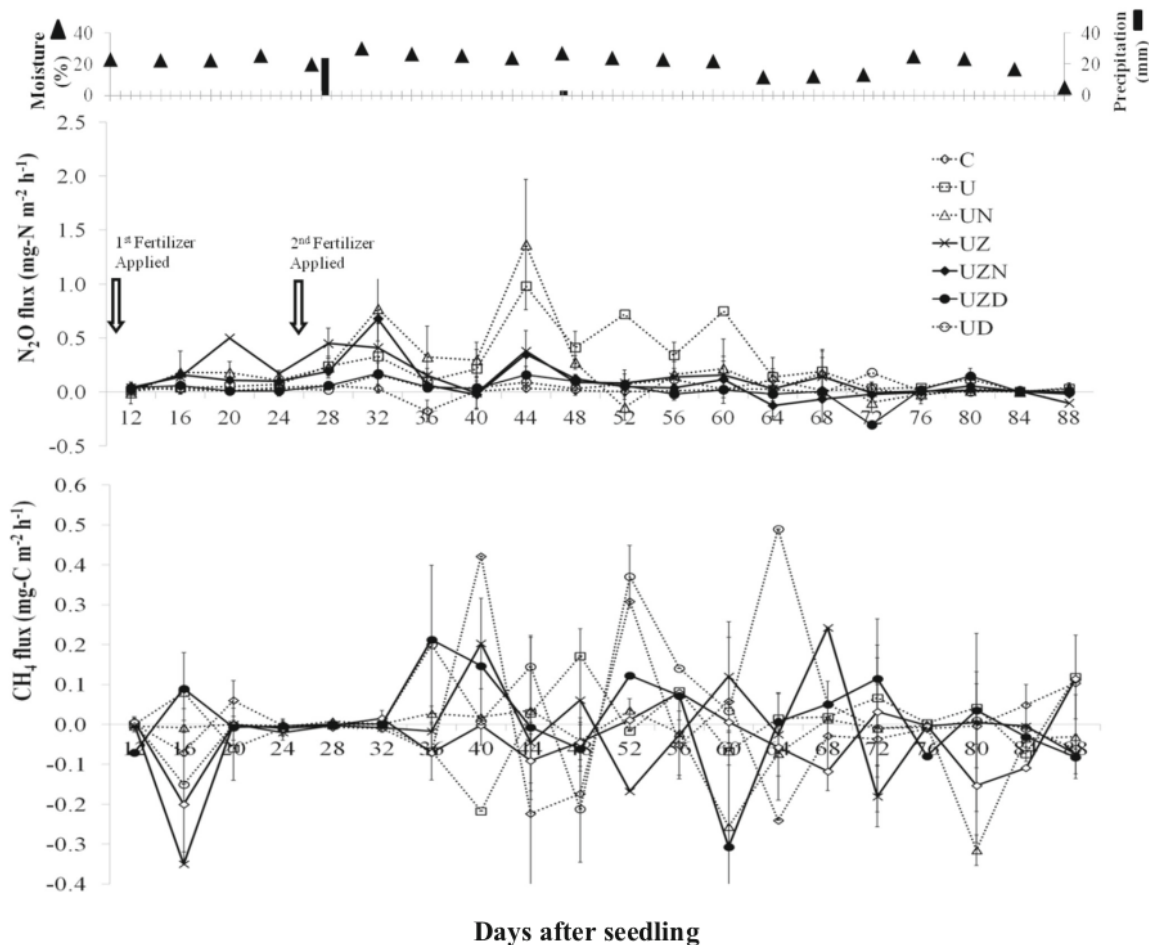 Moisture (%)
40
20
0
Precipitation (mm)
40
20
0
N₂O flux (mg-N m⁻² h⁻¹)
2.5
2.0
1.5
1.0
0.5
0.0
-0.5
1st Fertilizer
Applied
2nd Fertilizer
Applied
C
U
UN
UZ
UZN
UZD
UD
12 16 20 24 28 32 36 40 44 48 52 56 60 64 68 72 76 80 84 88
CH₄ flux (mg-C m⁻² h⁻¹)
0.6
0.5
0.4
0.3
0.2
0.1
0.0
-0.1
-0.2
-0.3
-0.4
12 16 20 24 28 32 36 40 44 48 52 56 60 64 68 72 76 80 84 88
Days after seedling